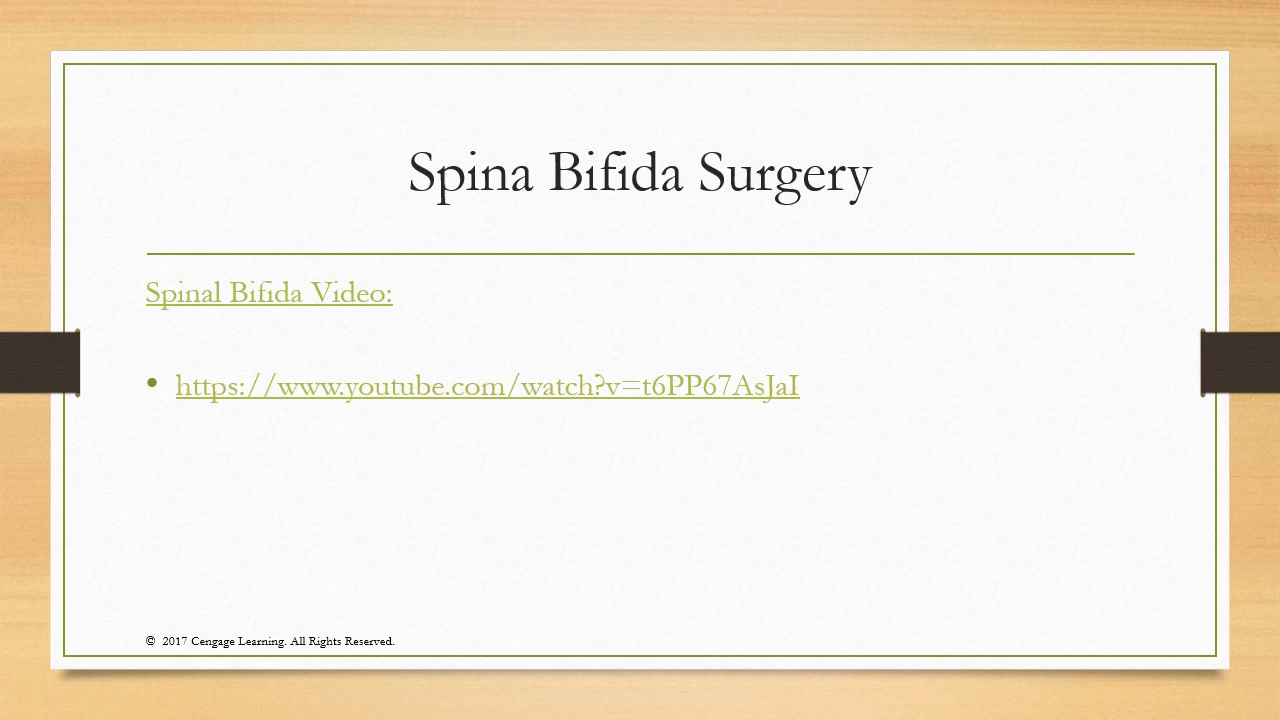 Spina Bifida Surgery
Spinal Bifida Video:
• https://www.youtube.com/watch?v=t6PP67AsJaI
© 2017 Cengage Learning. All Rights Reserved.